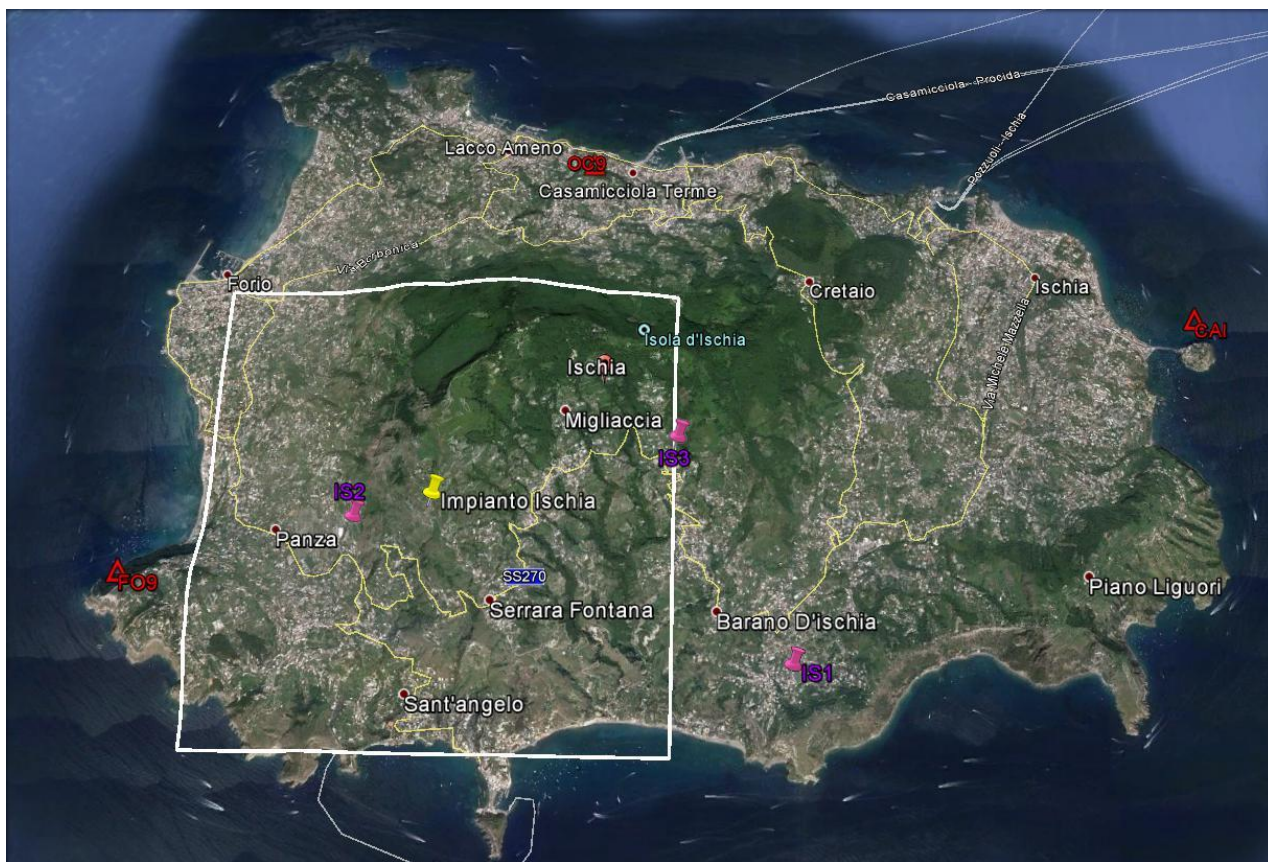 Casamicciola - Procida
Pozzuoli - Ischia
Lacco Ameno
OC9
Casamicciola Terme
Via Borbonica
Forio
Cretaio
Ischia
CAI
Isola d'Ischia
Ischia
Via Michele Mazzella
Migliaccia
IS3
IS2
Impianto Ischia
Panza
FO9
SS270
Serrara Fontana
Piano Liguori
Barano D'ischia
IS1
Sant'angelo